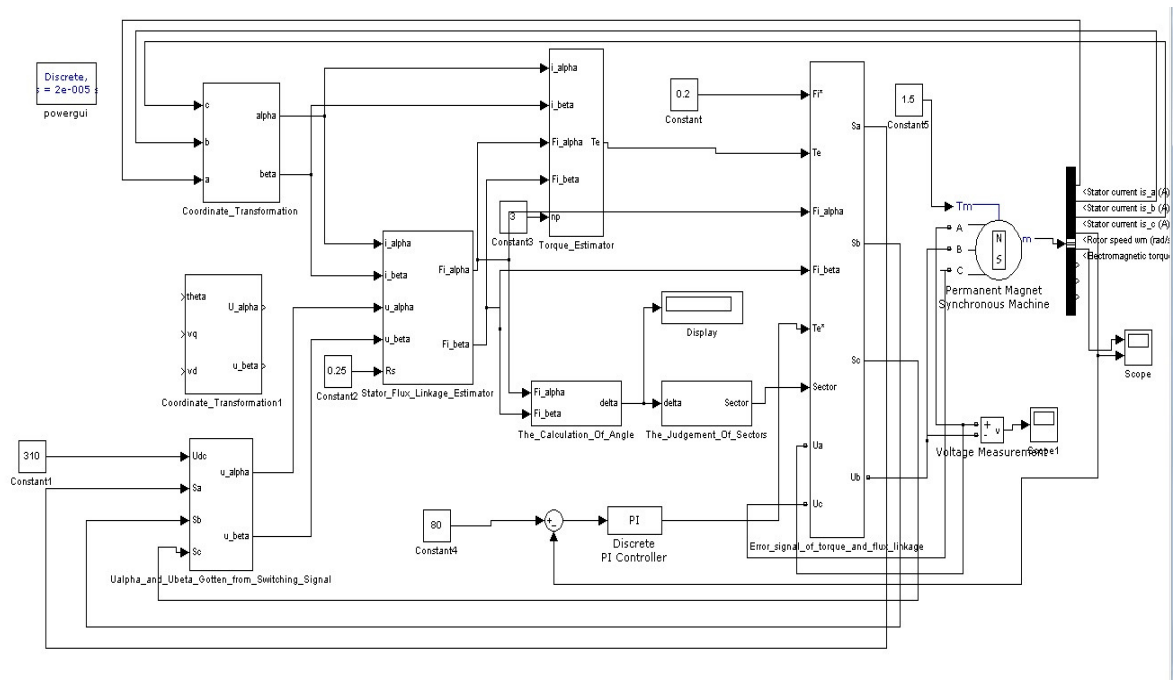 Discrete,
s = 2e-005 s
powergui
c
b
a
alpha
beta
Coordinate_Transformation
theta
vq
vd
U_alpha
u_beta
Coordinate_Transformation1
310
Constant1
Udc
Sa
Sb
Sc
u_alpha
u_beta
Ualpha_and_Ubeta_Gotten_from_Switching_Signal
0.25
Constant2
i_alpha
i_beta
u_alpha
u_beta
Rs
Fi_alpha
Fi_beta
Stator_Flux_Linkage_Estimator
i_alpha
i_beta
Fi_alpha
Fi_beta
np
Te
Torque_Estimator
3
Constant3
Fi_alpha
Fi_beta
delta
The_Calculation_Of_Angle
Display
delta
Sector
The_Judgement_Of_Sectors
80
Constant4
+
-
PI
Discrete
PI Controller
0.2
Constant
Fi*
Te
Fi_alpha
Fi_beta
Te*
Sector
Ua
Uc
Sa
Sb
Sc
Ub
Error_signal_of_torque_and_flux_linkage
1.5
Constant5
Tm
A
B
C
N
S
m
Permanent Magnet
Synchronous Machine
<Stator current is_a (A)
<Stator current is_b (A)
<Stator current is_c (A)
<Rotor speed wm (rad/s
<Electromagnetic torqu
Scope
+
-
v
Voltage Measurement
Scope1